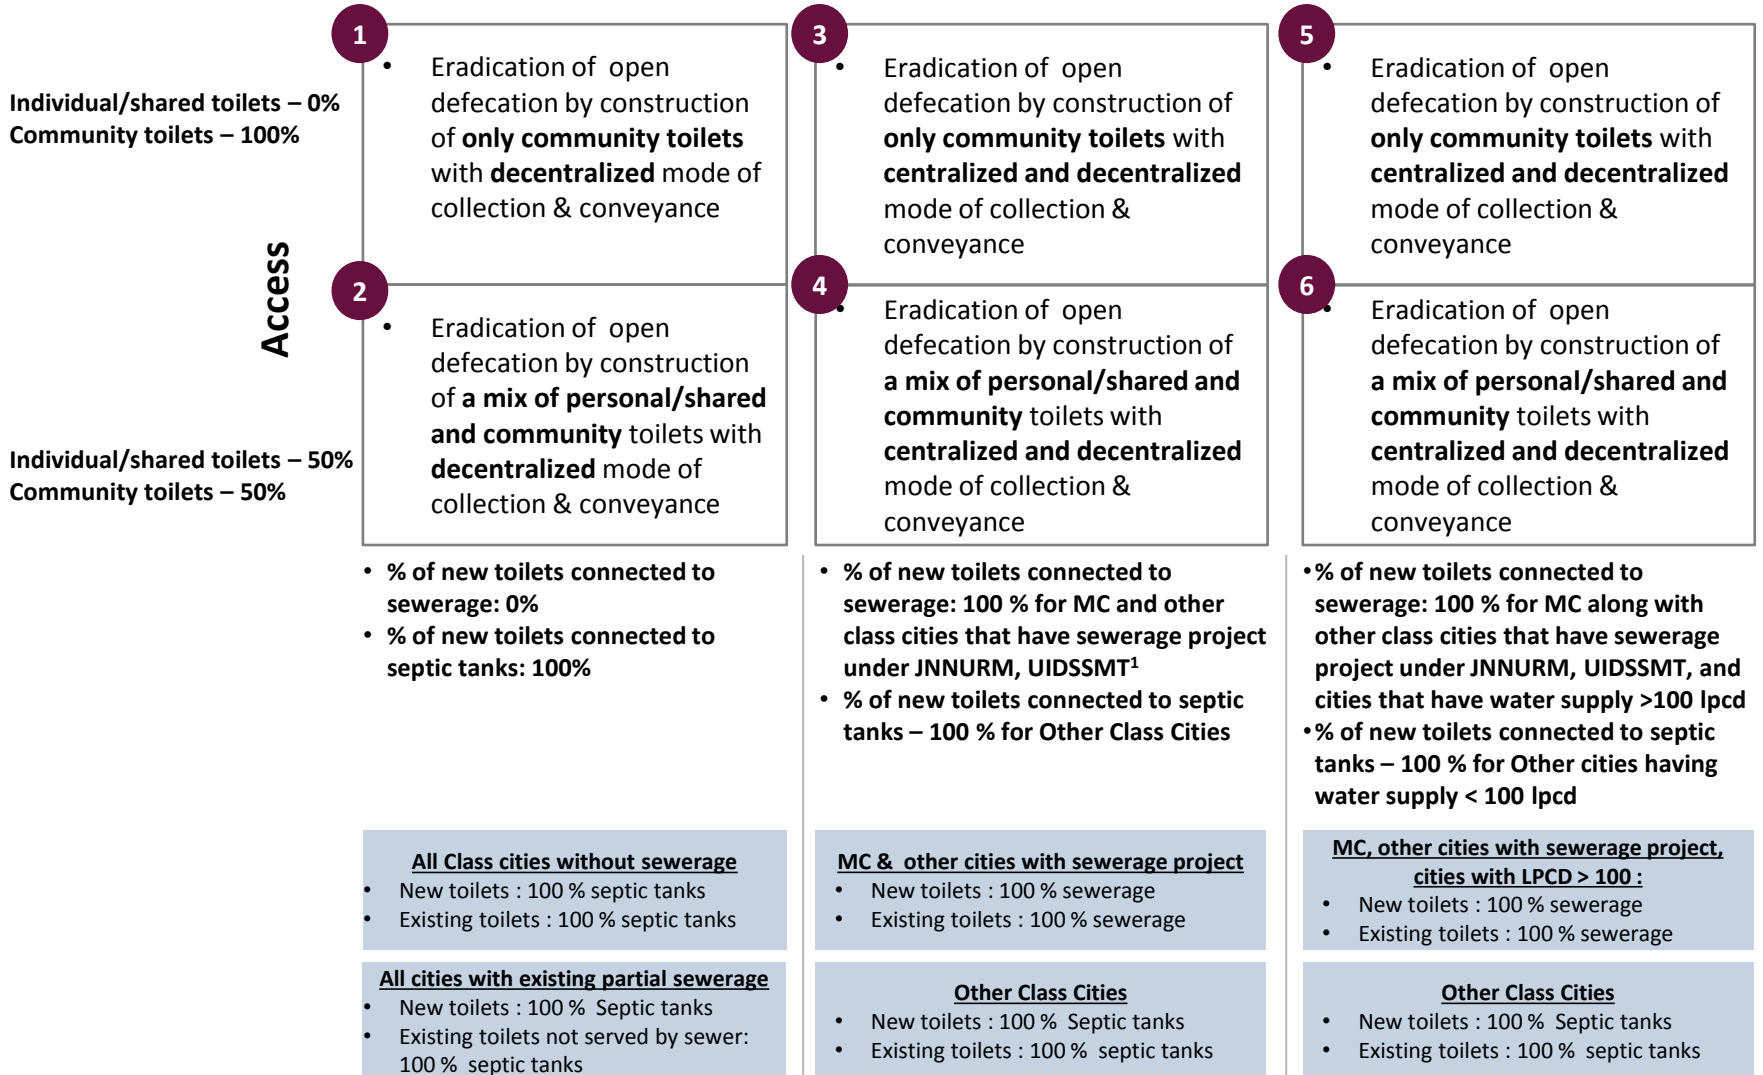 Individual/shared toilets – 0%
Community toilets – 100%
Access
Individual/shared toilets – 50%
Community toilets – 50%
1
• Eradication of open
defecation by construction
of only community toilets
with decentralized mode of
collection & conveyance
2
• Eradication of open
defecation by construction
of a mix of personal/shared
and community toilets with
decentralized mode of
collection & conveyance
• % of new toilets connected to
sewerage: 0%
• % of new toilets connected to
septic tanks: 100%
All Class cities without sewerage
• New toilets : 100 % septic tanks
• Existing toilets : 100 % septic tanks
All cities with existing partial sewerage
• New toilets : 100 % Septic tanks
• Existing toilets not served by sewer:
100 % septic tanks
3
• Eradication of open
defecation by construction of
only community toilets with
centralized and decentralized
mode of collection &
conveyance
4
• Eradication of open
defecation by construction of
a mix of personal/shared and
community toilets with
centralized and decentralized
mode of collection &
conveyance
• % of new toilets connected to
sewerage: 100 % for MC and other
class cities that have sewerage project
under JNNURM, UIDSSMT¹
• % of new toilets connected to septic
tanks – 100 % for Other Class Cities
MC & other cities with sewerage project
• New toilets : 100 % sewerage
• Existing toilets : 100 % sewerage
Other Class Cities
• New toilets : 100 % Septic tanks
• Existing toilets : 100 % septic tanks
5
• Eradication of open
defecation by construction of
only community toilets with
centralized and decentralized
mode of collection &
conveyance
6
• Eradication of open
defecation by construction of
a mix of personal/shared and
community toilets with
centralized and decentralized
mode of collection &
conveyance
• % of new toilets connected to
sewerage: 100 % for MC along with
other class cities that have sewerage
project under JNNURM, UIDSSMT, and
cities that have water supply >100 lpcd
• % of new toilets connected to septic
tanks – 100 % for Other cities having
water supply < 100 lpcd
MC, other cities with sewerage project,
cities with LPCD > 100 :
• New toilets : 100 % sewerage
• Existing toilets : 100 % sewerage
Other Class Cities
• New toilets : 100 % Septic tanks
• Existing toilets : 100 % septic tanks